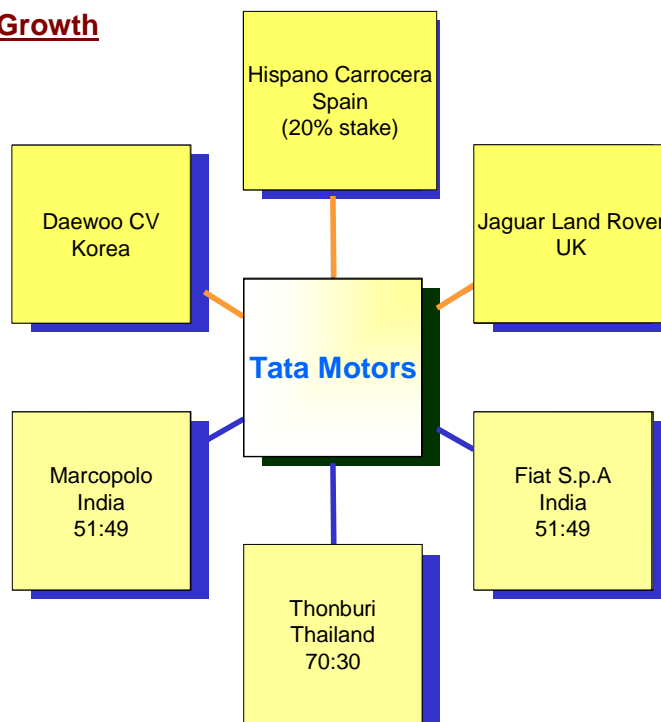 Growth
Hispano Carrocera
Spain
(20% stake)
Daewoo CV
Korea
Jaguar Land Rover
UK
Tata Motors
Marcopolo
India
51:49
Fiat S.p.A
India
51:49
Thonburi
Thailand
70:30